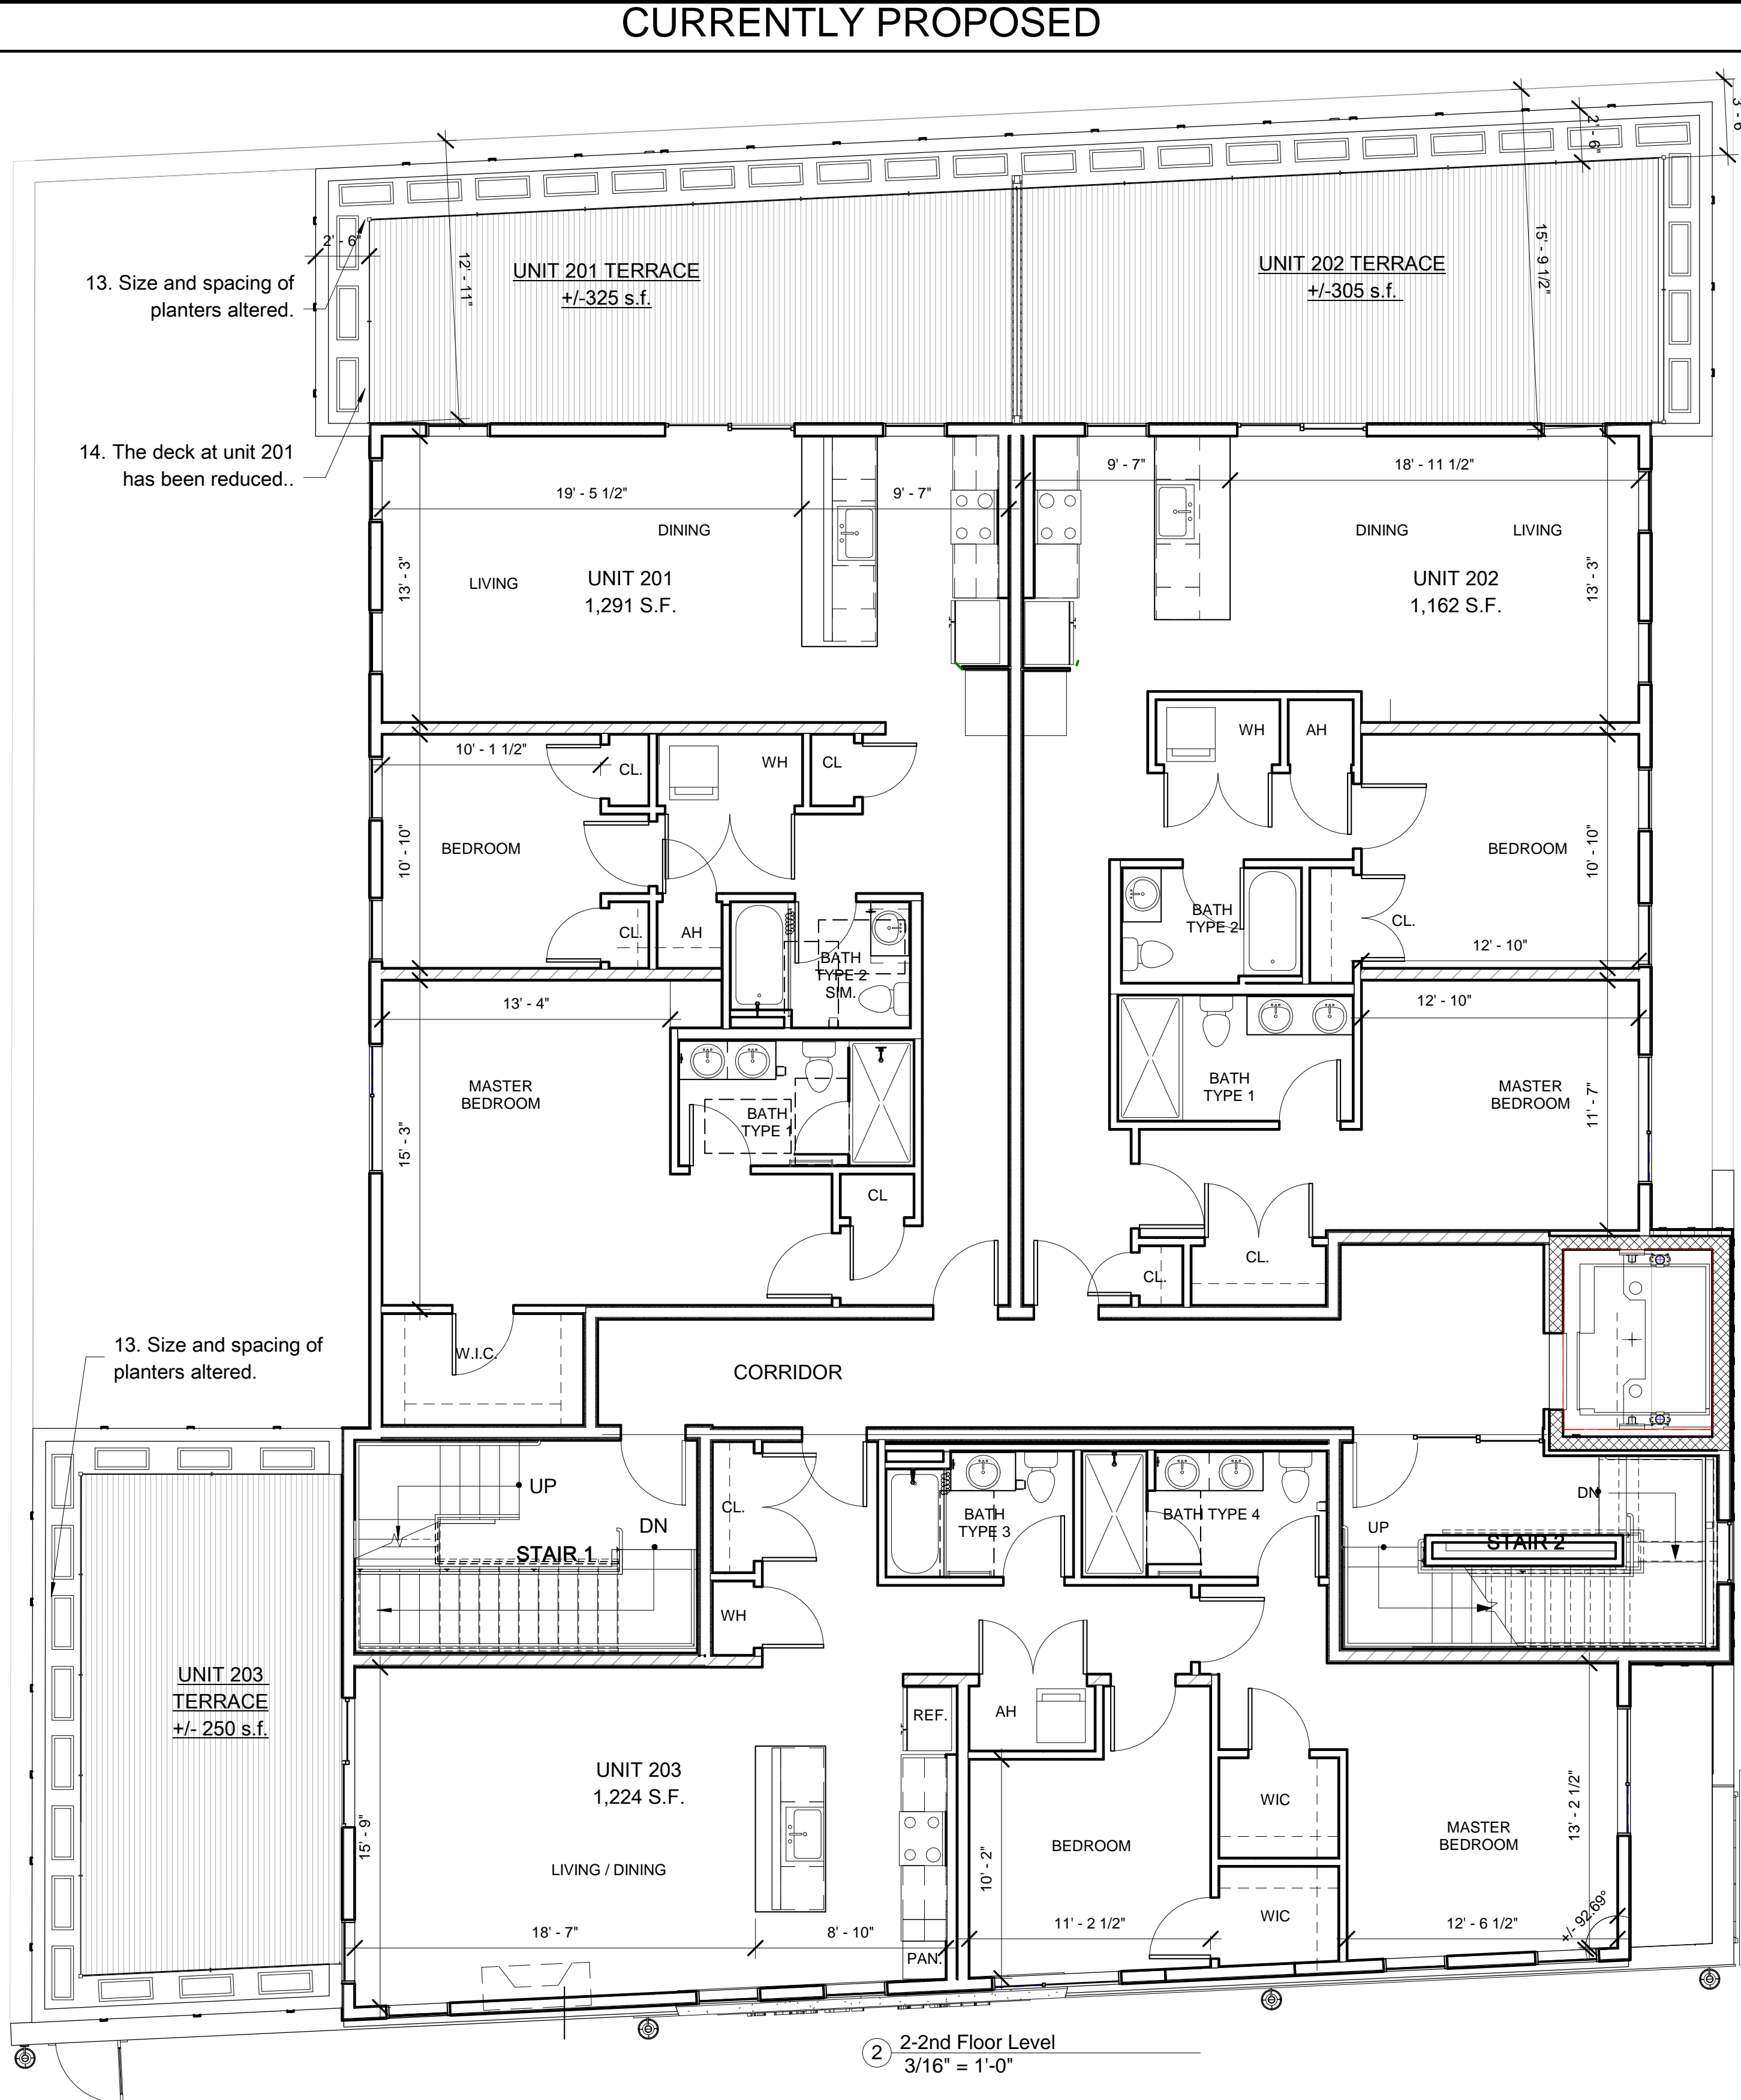 CURRENTLY PROPOSED
3' - 6"
2' - 6"
2' - 6"
12' - 11"
15' - 9 1/2"
13. Size and spacing of
planters altered.
UNIT 201 TERRACE
+/-325 s.f.
UNIT 202 TERRACE
+/-305 s.f.
14. The deck at unit 201
has been reduced..
19' - 5 1/2"
9' - 7"
9' - 7"
18' - 11 1/2"
DINING
DINING
LIVING
LIVING
UNIT 201
1,291 S.F.
UNIT 202
1,162 S.F.
13' - 3"
13' - 3"
10' - 1 1/2"
CL.
WH
CL
WH
AH
BEDROOM
10' - 10"
BEDROOM
10' - 10"
CL.
AH
BATH
TYPE 2
SIM.
BATH
TYPE 2
CL.
12' - 10"
13' - 4"
12' - 10"
MASTER
BEDROOM
15' - 3"
BATH
TYPE 1
BATH
TYPE 1
MASTER
BEDROOM
11' - 7"
CL
CL.
CL.
W.I.C.
CORRIDOR
13. Size and spacing of
planters altered.
UP
DN
STAIR 1
CL.
WH
BATH
TYPE 3
BATH TYPE 4
UP
DN
STAIR 2
UNIT 203
TERRACE
+/- 250 s.f.
REF.
AH
UNIT 203
1,224 S.F.
15' - 9"
LIVING / DINING
18' - 7"
8' - 10"
PAN.
BEDROOM
10' - 2"
11' - 2 1/2"
WIC
WIC
MASTER
BEDROOM
13' - 2 1/2"
12' - 6 1/2"
+/- 92.69°
2
2-2nd Floor Level
3/16" = 1'-0"